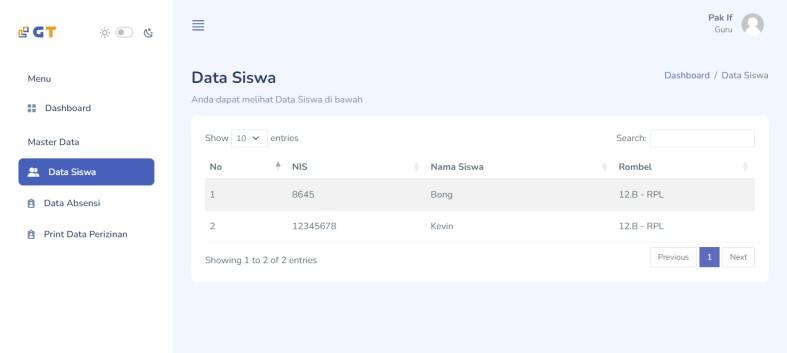 GT
Pak If
Guru
Menu
Dashboard
Master Data
Data Siswa
Data Absensi
Print Data Perizinan
Data Siswa
Dashboard / Data Siswa
Anda dapat melihat Data Siswa di bawah
Show 10 entries
Search:
No NIS Nama Siswa Rombel
1 8645 Bong 12.B - RPL
2 12345678 Kevin 12.B - RPL
Showing 1 to 2 of 2 entries
Previous 1 Next